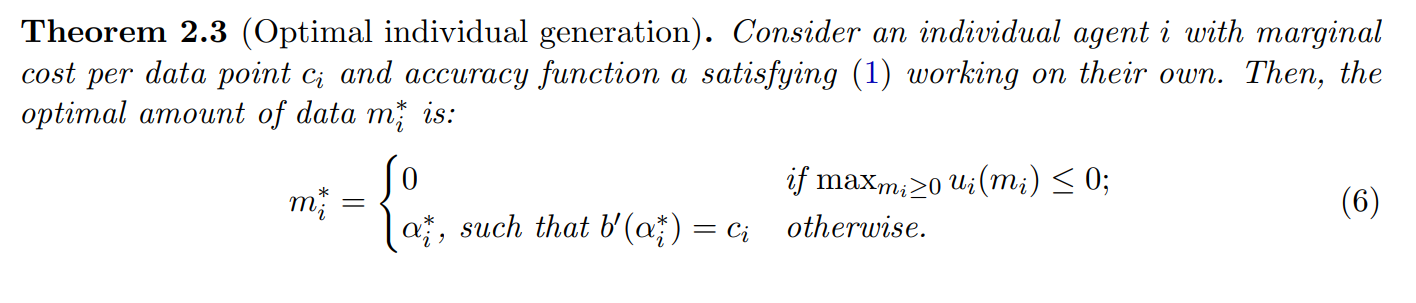 Theorem 2.3 (Optimal individual generation). Consider an individual agent i with marginal
cost per data point c_i and accuracy function a satisfying (1) working on their own. Then, the
optimal amount of data m_i^* is:
m_i^* = { 0 if max_{m_i≥0} u_i(m_i) ≤ 0;
α_i^*, such that b′(α_i^*) = c_i otherwise. (6)